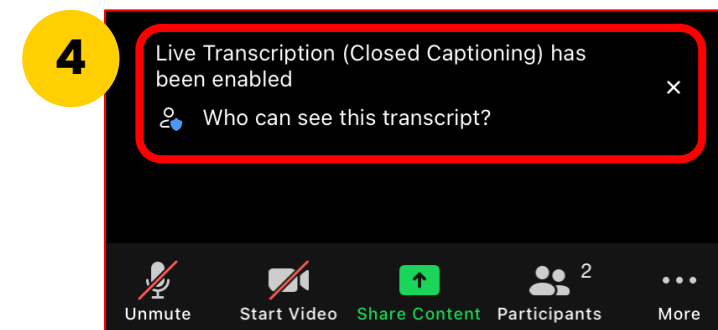 4
Live Transcription (Closed Captioning) has
been enabled
Who can see this transcript?
2
Unmute
Start Video
Share Content
Participants
More